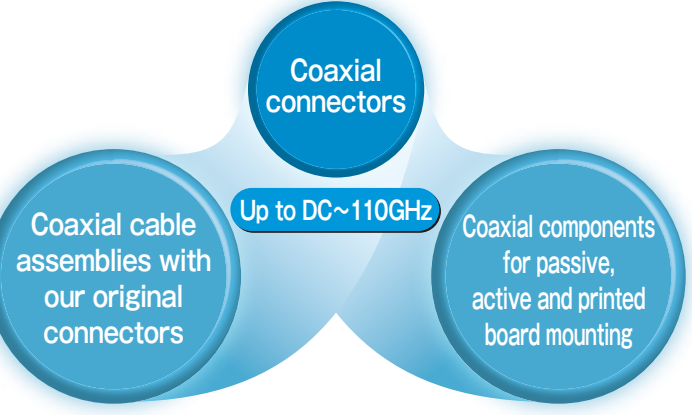 Coaxial
connectors
Up to DC~110GHz
Coaxial cable
assemblies with
our original
connectors
Coaxial components
for passive,
active and printed
board mounting